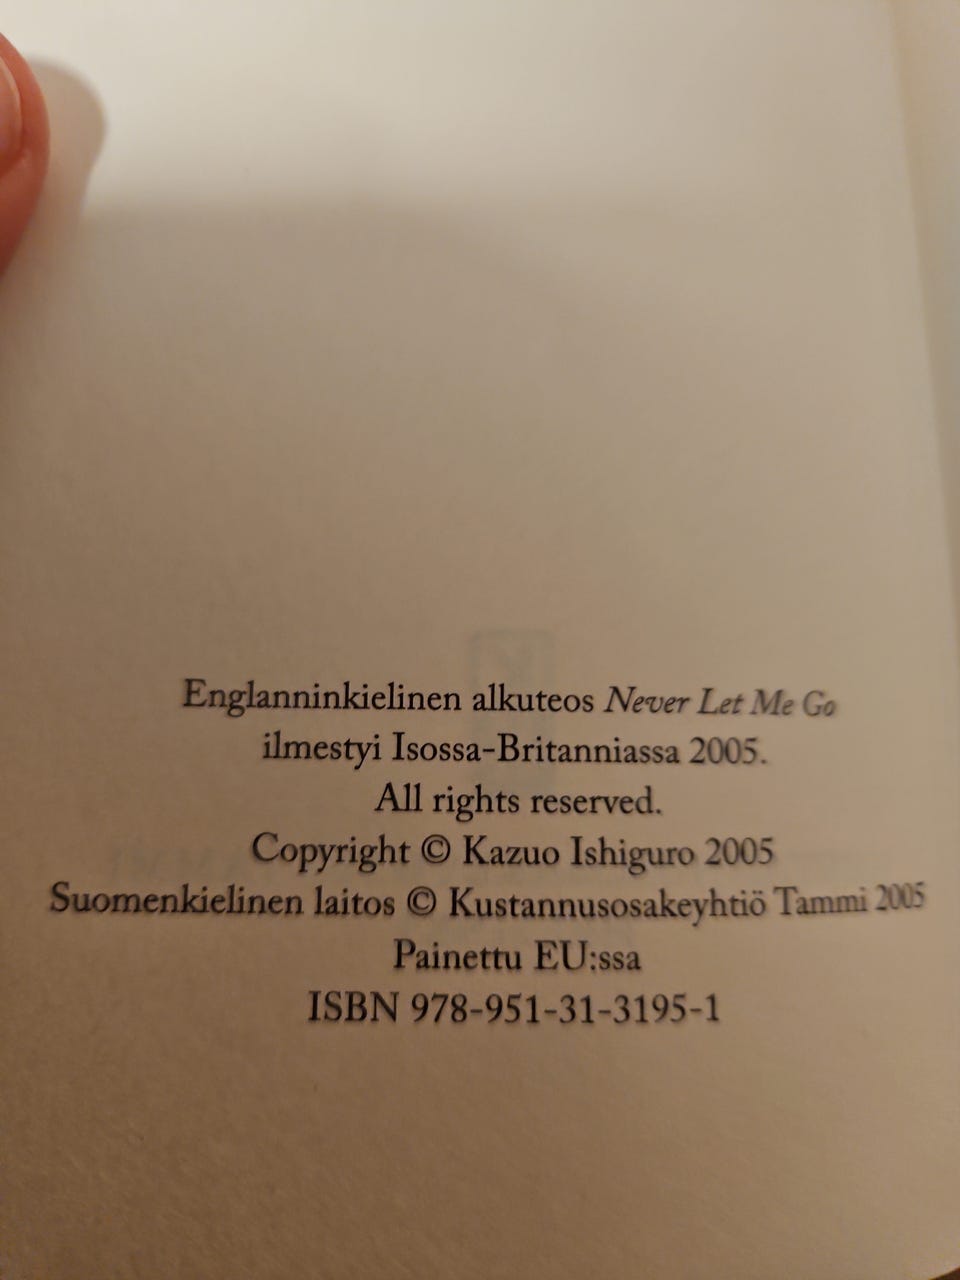 Englanninkielinen alkuteos Never Let Me Go
ilmestyi Isossa-Britanniassa 2005.
All rights reserved.
Copyright © Kazuo Ishiguro 2005
Suomenkielinen laitos © Kustannusosakeyhtiö Tammi 2005
Painettu EU:ssa
ISBN 978-951-31-3195-1